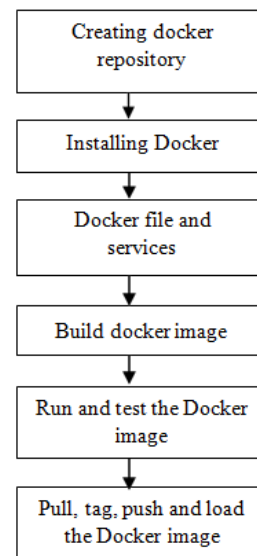 Creating docker
repository
Installing Docker
Docker file and
services
Build docker image
Run and test the Docker
image
Pull, tag, push and load
the Docker image